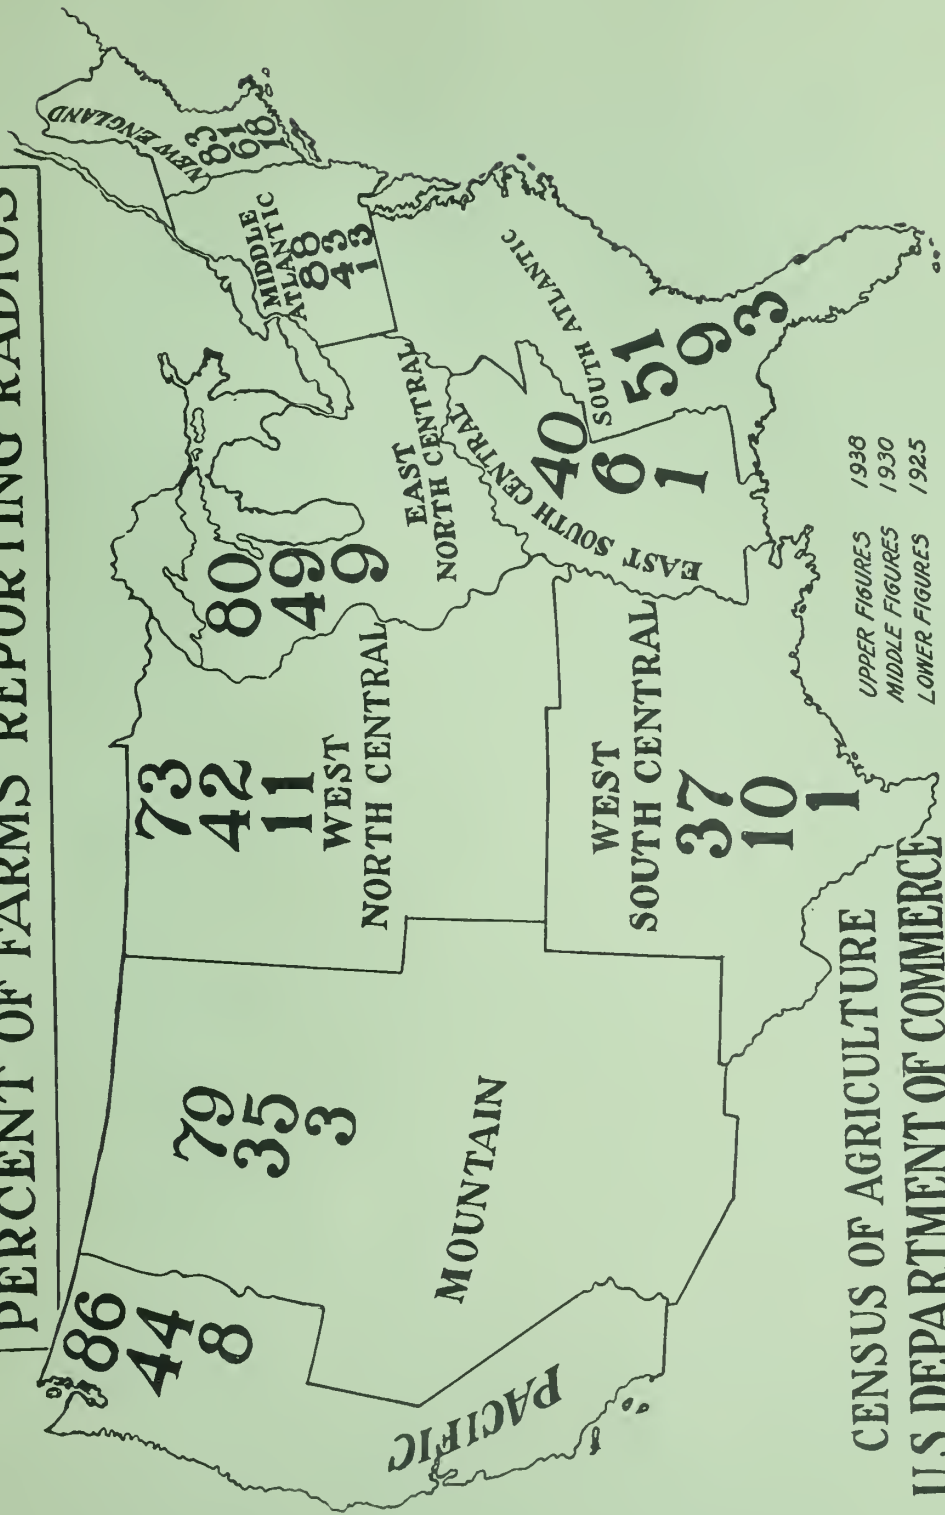 PERCENT OF FARMS REPORTING RADIOS
86
44
8
PACIFIC
79
35
3
MOUNTAIN
73
42
11
WEST
NORTH CENTRAL
80
49
9
EAST
NORTH CENTRAL
MIDDLE
ATLANTIC
88
43
13
NEW ENGLAND
83
61
18
WEST
SOUTH CENTRAL
37
10
1
EAST SOUTH CENTRAL
40
6
1
SOUTH ATLANTIC
51
9
3
UPPER FIGURES 1938
MIDDLE FIGURES 1930
LOWER FIGURES 1925
CENSUS OF AGRICULTURE
U.S. DEPARTMENT OF COMMERCE